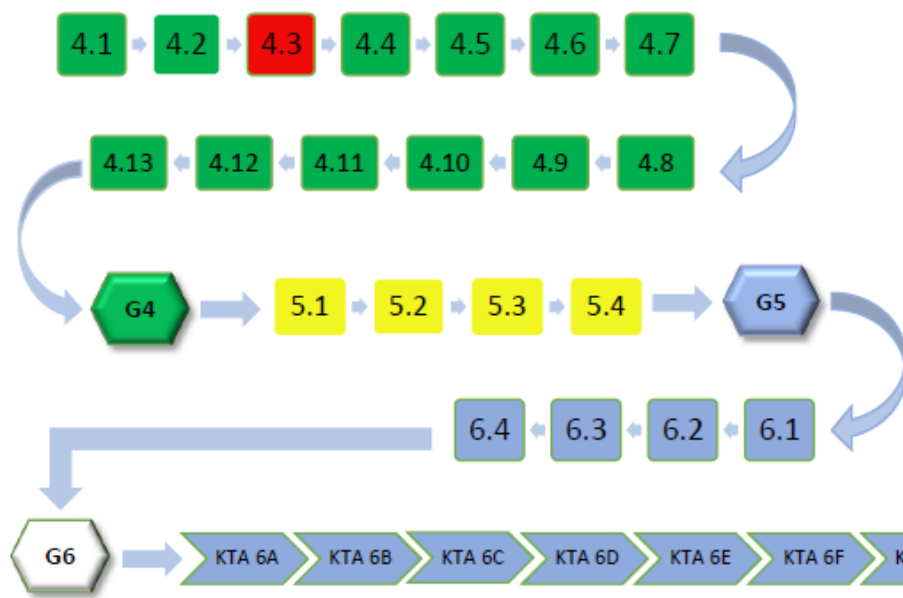 4.1 4.2 4.3 4.4 4.5 4.6 4.7
4.13 4.12 4.11 4.10 4.9 4.8
G4 5.1 5.2 5.3 5.4 G5
6.4 6.3 6.2 6.1
G6 KTA 6A KTA 6B KTA 6C KTA 6D KTA 6E KTA 6F